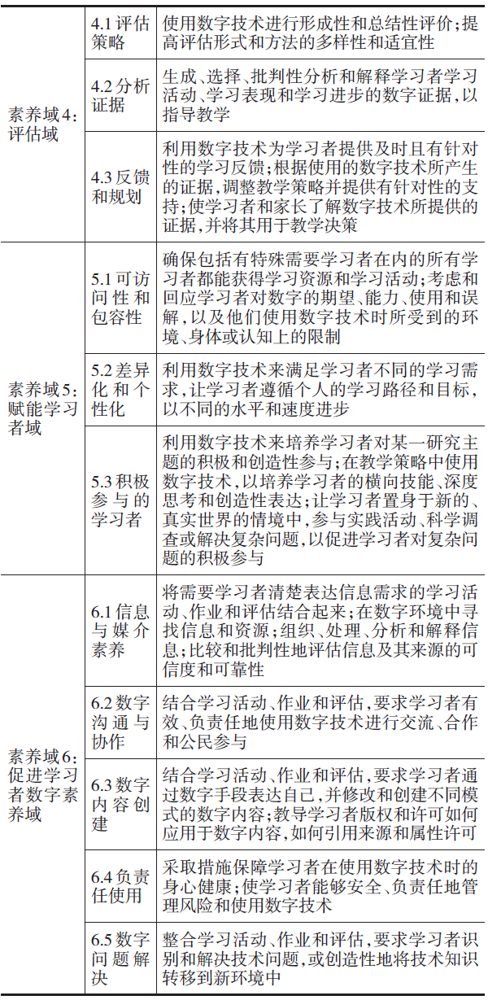 素养域4：
评估域
4.1评估
策略
使用数字技术进行形成性和总结性评价；提
高评估形式和方法的多样性和适宜性
4.2分析
证据
生成、选择、批判性分析和解释学习者学习
活动、学习表现和学习进步的数字证据，以
指导教学
4.3反馈
和规划
利用数字技术为学习者提供及时且有针对
性的学习反馈；根据使用的数字技术所产生
的证据，调整教学策略并提供有针对性的支
持；使学习者和家长了解数字技术所提供的
证据，并将其用于教学决策
素养域5：
赋能学习
者域
5.1可访
问性和
包容性
确保包括有特殊需要学习者在内的所有学
习者都能获得学习资源和学习活动；考虑和
回应学习者对数字的期望、能力、使用和误
解，以及他们使用数字技术时所受到的环
境、身体或认知上的限制
5.2差异
化和个
性化
利用数字技术来满足学习者不同的学习需
求，让学习者遵循个人的学习路径和目标，
以不同的水平和速度进步
5.3积极
参与的
学习者
利用数字技术来培养学习者对某一研究主
题的积极和创造性参与；在教学策略中使用
数字技术，以培养学习者的横向技能、深度
思考和创造性表达；让学习者置身于新的、
真实世界的情境中，参与实践活动、科学调
查或解决复杂问题，以促进学习者对复杂问
题的积极参与
素养域6：
促进学习
者数字素
养域
6.1信息
与媒介
素养
将需要学习者清楚表达信息需求的学习活
动、作业和评估结合起来；在数字环境中寻
找信息和资源；组织、处理、分析和解释信
息；比较和批判性地评估信息及其来源的可
信度和可靠性
6.2数字
沟通与
协作
结合学习活动、作业和评估，要求学习者有
效、负责任地使用数字技术进行交流、合作
和公民参与
6.3数字
内容创
建
结合学习活动、作业和评估，要求学习者通
过数字手段表达自己，并修改和创建不同模
式的数字内容；教导学习者版权和许可如何
应用于数字内容，如何引用来源和属性许可
6.4负责
任使用
采取措施保障学习者在使用数字技术时的
身心健康；使学习者能够安全、负责任地管
理风险和使用数字技术
6.5数字
问题解
决
整合学习活动、作业和评估，要求学习者识
别和解决技术问题，或创造性地将技术知识
转移到新环境中